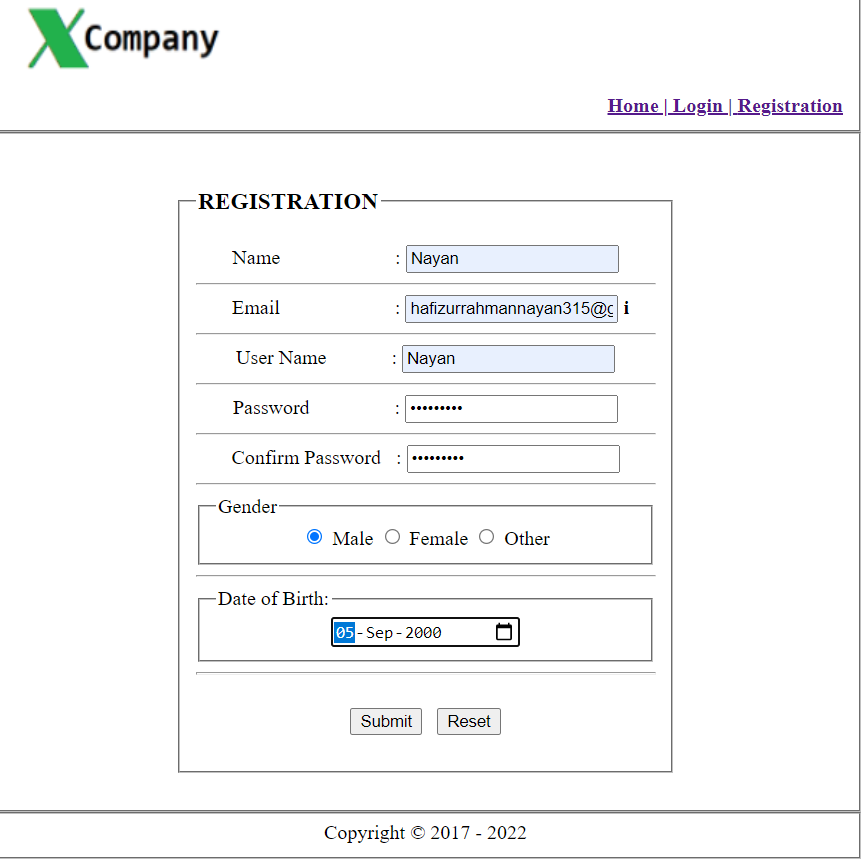 X Company
Home | Login | Registration
REGISTRATION
Name : Nayan
Email : hafizurrahmannayan315@g i
User Name : Nayan
Password : •••••••••
Confirm Password : •••••••••
Gender
Male Female Other
Date of Birth:
05-Sep-2000
Submit Reset
Copyright © 2017 - 2022